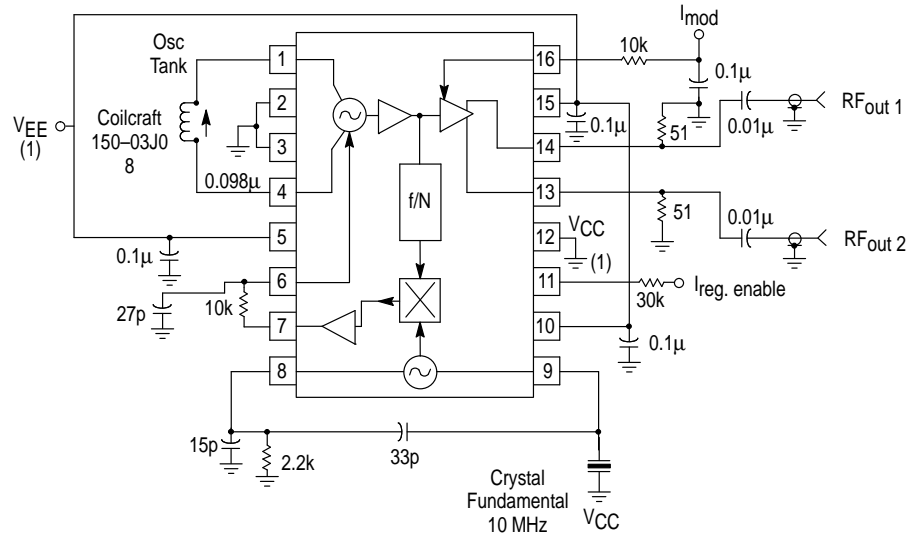 Osc
Tank
Coilcraft
150–03J0
8
0.098µ
VEE
(1)
0.1µ
27p
10k
15p
2.2k
33p
1
2
3
4
5
6
7
8
f/N
16
15
14
13
12
11
10
9
Imod
10k
0.1µ
0.1µ
51
0.01µ
RFout 1
51
0.01µ
RFout 2
VCC
(1)
30k
Ireg. enable
0.1µ
Crystal
Fundamental
10 MHz
VCC